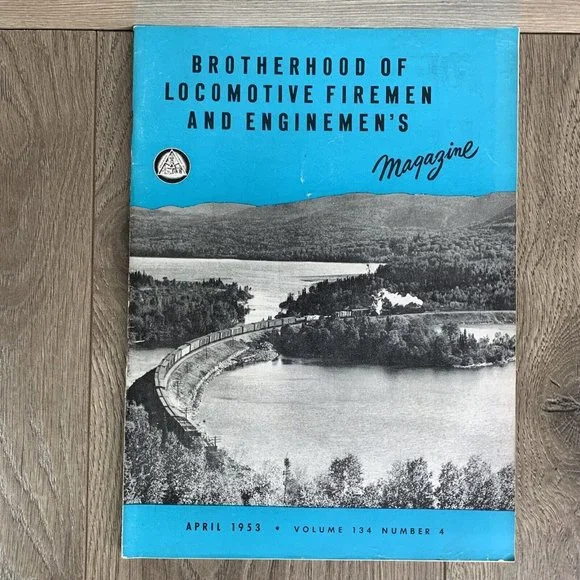 BROTHERHOOD OF
LOCOMOTIVE FIREMEN
AND ENGINEMEN'S
Magazine
APRIL 1953 • VOLUME 134 NUMBER 4